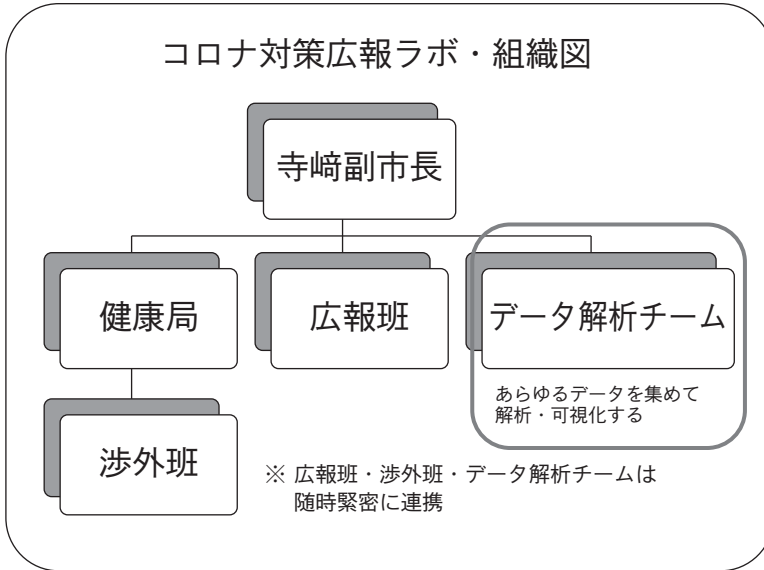 コロナ対策広報ラボ・組織図
寺﨑副市長
健康局
広報班
データ解析チーム
あらゆるデータを集めて
解析・可視化する
渉外班
※ 広報班・渉外班・データ解析チームは
随時緊密に連携